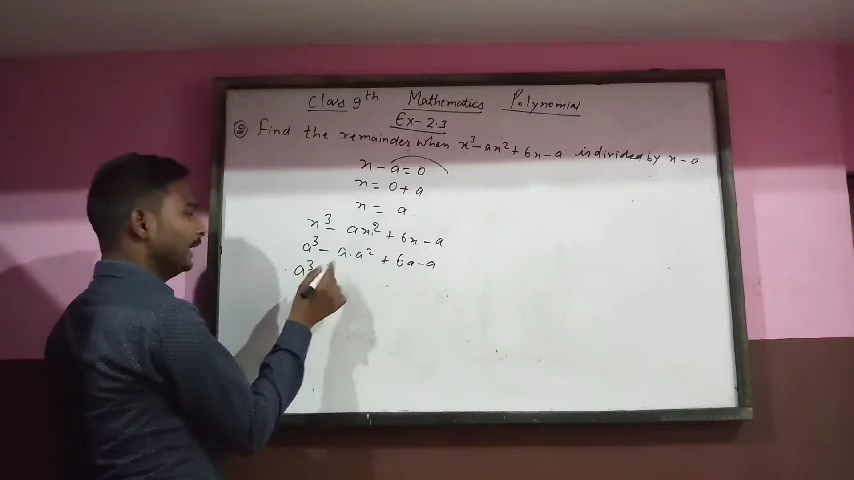 Class 9th Mathematics Polynomial
Ex-2.3
② Find the remainder when x³-ax²+6x-a is divided by x-a
x-a=0
x=0+a
x= a
x³- ax²+6x-a
a³- a.a²+6a-a
a³